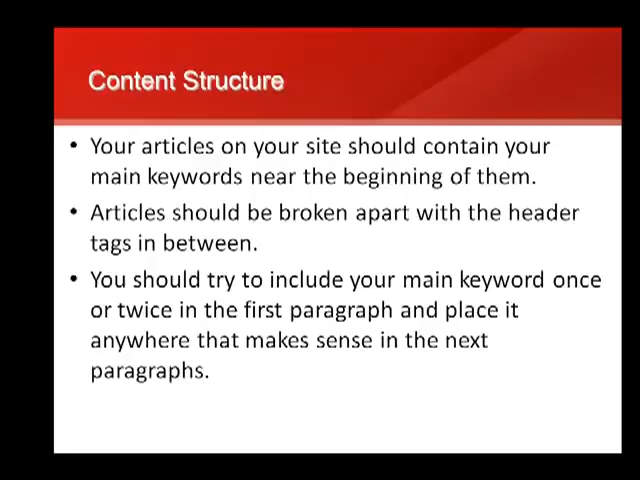 Content Structure
• Your articles on your site should contain your
main keywords near the beginning of them.
• Articles should be broken apart with the header
tags in between.
• You should try to include your main keyword once
or twice in the first paragraph and place it
anywhere that makes sense in the next
paragraphs.